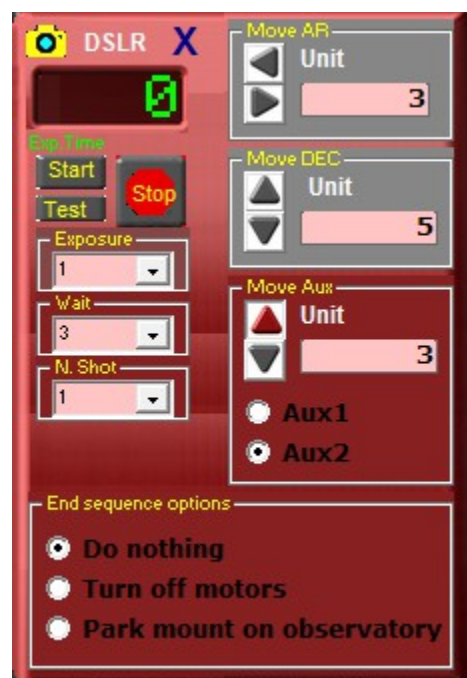 DSLR X
0
Exp.Time
Start
Test
Stop
Exposure
1
Wait
3
N. Shot
1
Move AR
Unit
3
Move DEC
Unit
5
Move Aux
Unit
3
Aux1
Aux2
End sequence options
Do nothing
Turn off motors
Park mount on observatory